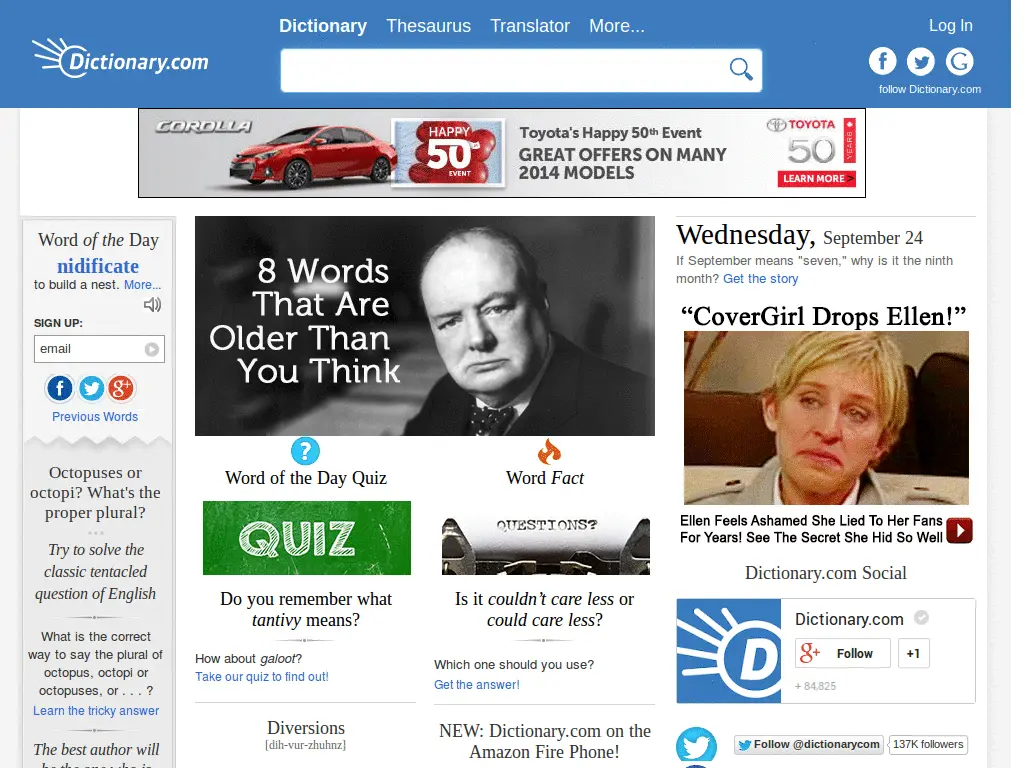 Dictionary Thesaurus Translator More...
Log In
Dictionary.com
follow Dictionary.com
COROLLA
HAPPY
50TH
EVENT
Toyota's Happy 50th Event
GREAT OFFERS ON MANY
2014 MODELS
TOYOTA
50
YEARS
LEARN MORE >
Word of the Day
nidificate
to build a nest. More...
SIGN UP:
email
Previous Words
Octopuses or
octopi? What's the
proper plural?
Try to solve the
classic tentacled
question of English
What is the correct
way to say the plural of
octopus, octopi or
octopuses, or . . . ?
Learn the tricky answer
The best author will
8 Words
That Are
Older Than
You Think
Word of the Day Quiz
QUIZ
Do you remember what
tantivy means?
How about galoot?
Take our quiz to find out!
Diversions
[dih-vur-zhuhnz]
Word Fact
QUESTIONS?
Is it couldn't care less or
could care less?
Which one should you use?
Get the answer!
NEW: Dictionary.com on the
Amazon Fire Phone!
Wednesday, September 24
If September means "seven," why is it the ninth
month? Get the story
“CoverGirl Drops Ellen!”
Ellen Feels Ashamed She Lied To Her Fans
For Years! See The Secret She Hid So Well
Dictionary.com Social
Dictionary.com
g+ Follow +1
+ 84,825
Follow @dictionarycom 137K followers